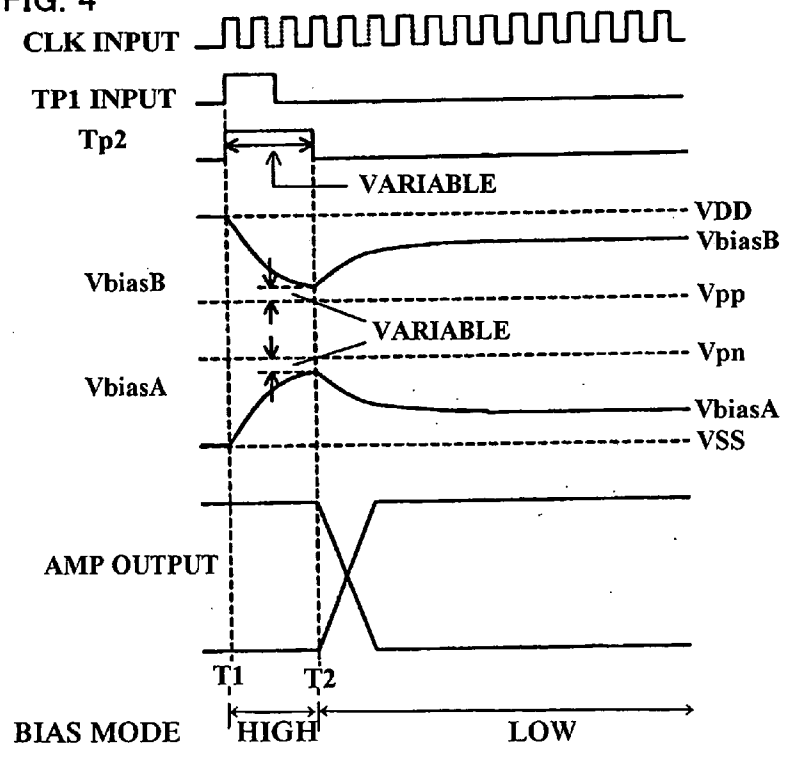 FIG. 4
CLK INPUT
TP1 INPUT
Tp2
VARIABLE
VDD
VbiasB
VbiasB
Vpp
VARIABLE
Vpn
VbiasA
VbiasA
VSS
AMP OUTPUT
T1 T2
BIAS MODE HIGH LOW